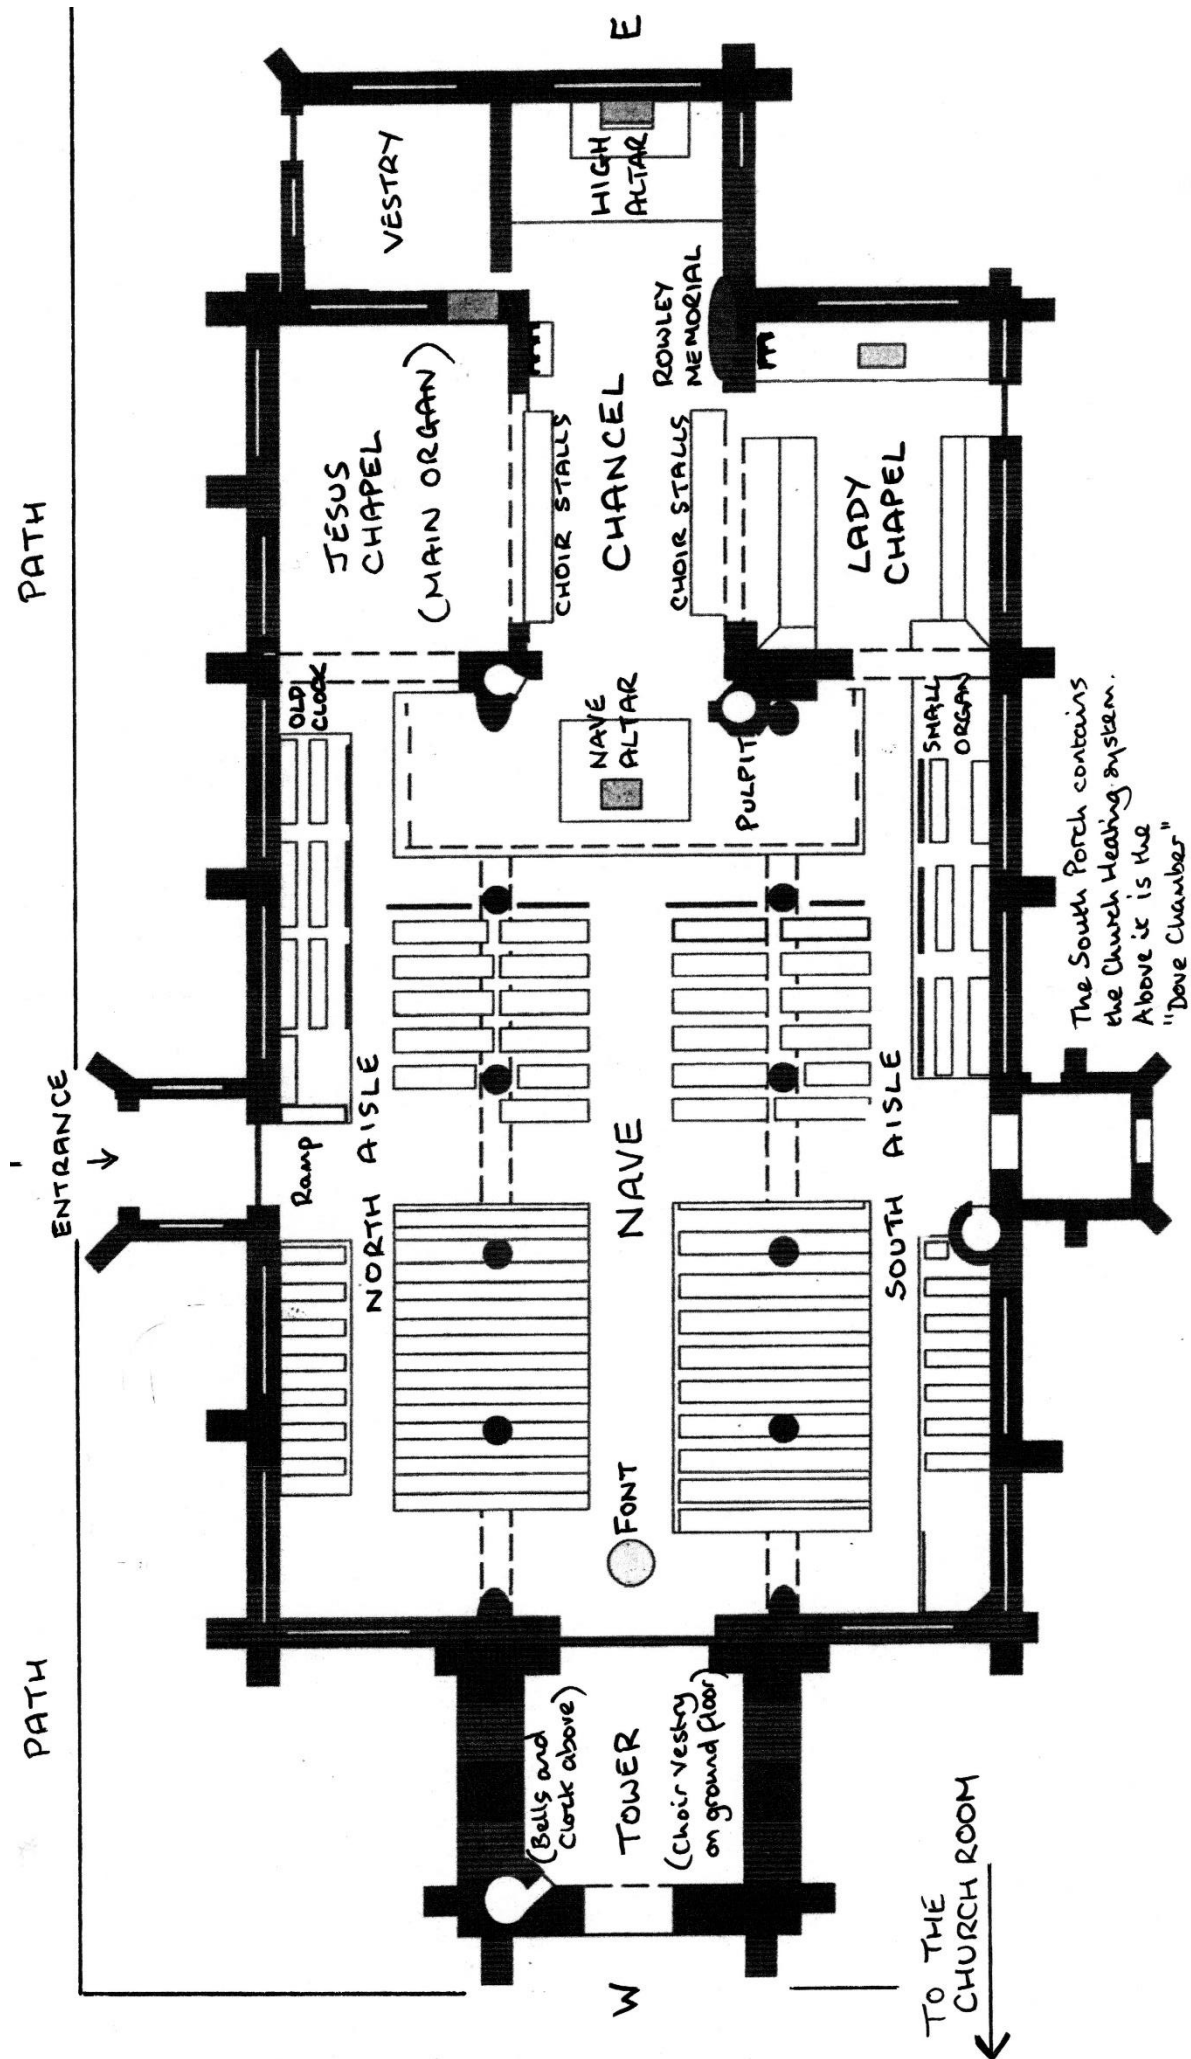 PATH
ENTRANCE
PATH
E
VESTRY
HIGH
ALTAR
JESUS
CHAPEL
(MAIN ORGAN)
CHOIR STALLS
CHANCEL
ROWLEY
MEMORIAL
CHOIR STALLS
LADY
CHAPEL
OLD
CLOCK
NAVE
ALTAR
PULPIT
SMALL
ORGAN
Ramp
NORTH AISLE
NAVE
SOUTH AISLE
The South Porch contains
the Church Heating system.
Above it is the
"Dove Chamber"
FONT
(Bells and
Clock above)
TOWER
(Choir Vestry
on ground floor)
W
TO THE
CHURCH ROOM